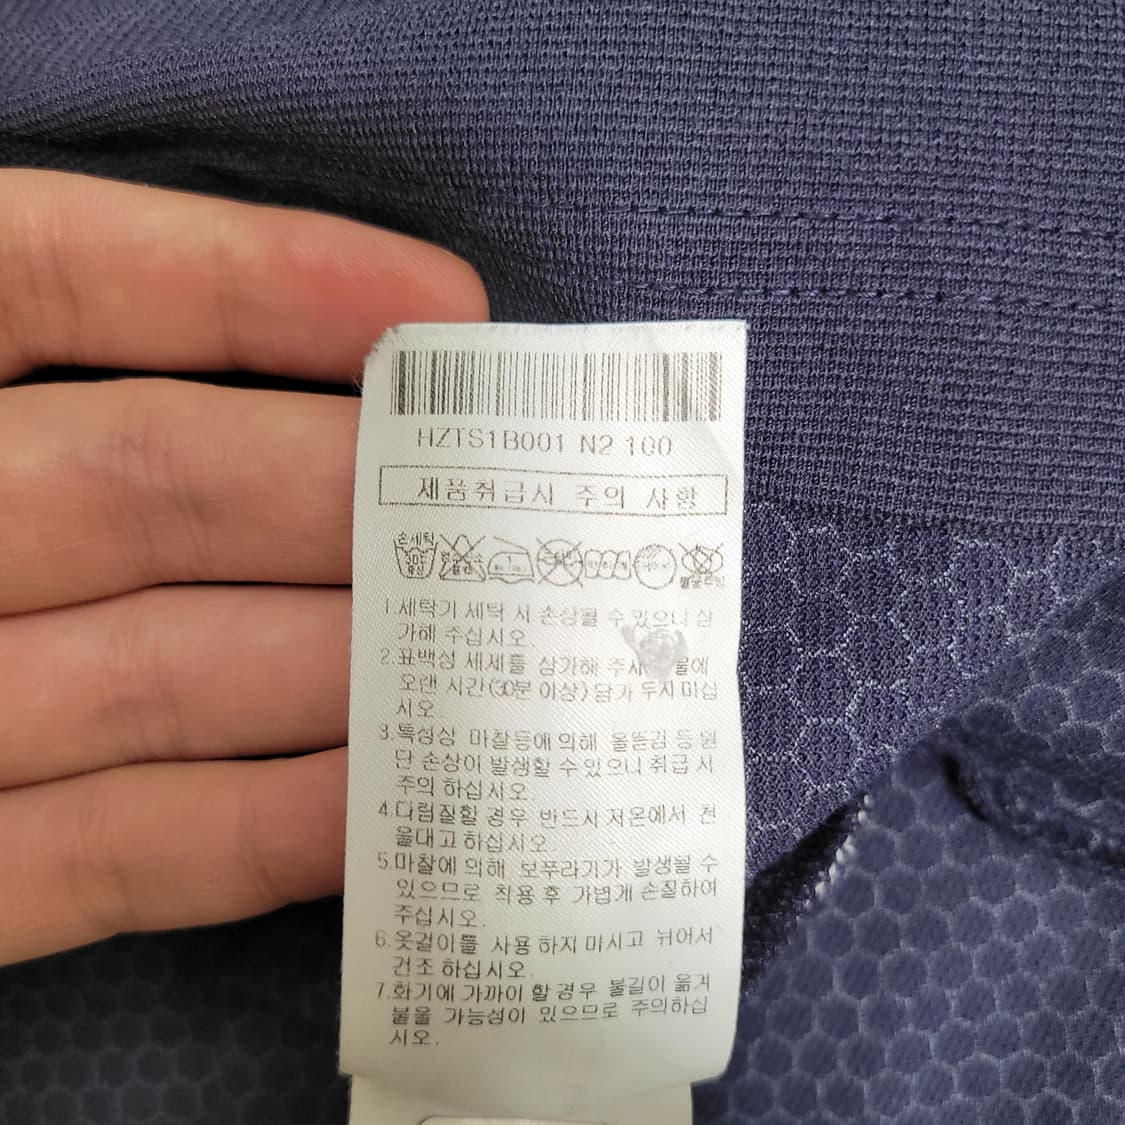 HZTS1B001 N2 100
제품취급시 주의 사항
손세탁
30°
중성
1.세탁기 세탁 시 손상될 수 있으니 삼
가해 주십시오.
2.표백성 세제를 삼가해 주시 물에
오랜 시간(30분 이상) 담가 두지 마십
시오.
3.특성상 마찰등에 의해 올뜯김 등 원
단 손상이 발생할 수 있으니 취급 시
주의 하십시오.
4.다림질할 경우 반드시 저온에서 천
을대고 하십시오.
5.마찰에 의해 보푸라기가 발생될 수
있으므로 착용 후 가볍게 손질하여
주십시오.
6.옷걸이를 사용 하지 마시고 뉘어서
건조 하십시오.
7.화기에 가까이 할 경우 불길이 옮겨
붙을 가능성이 있으므로 주의하십
시오.